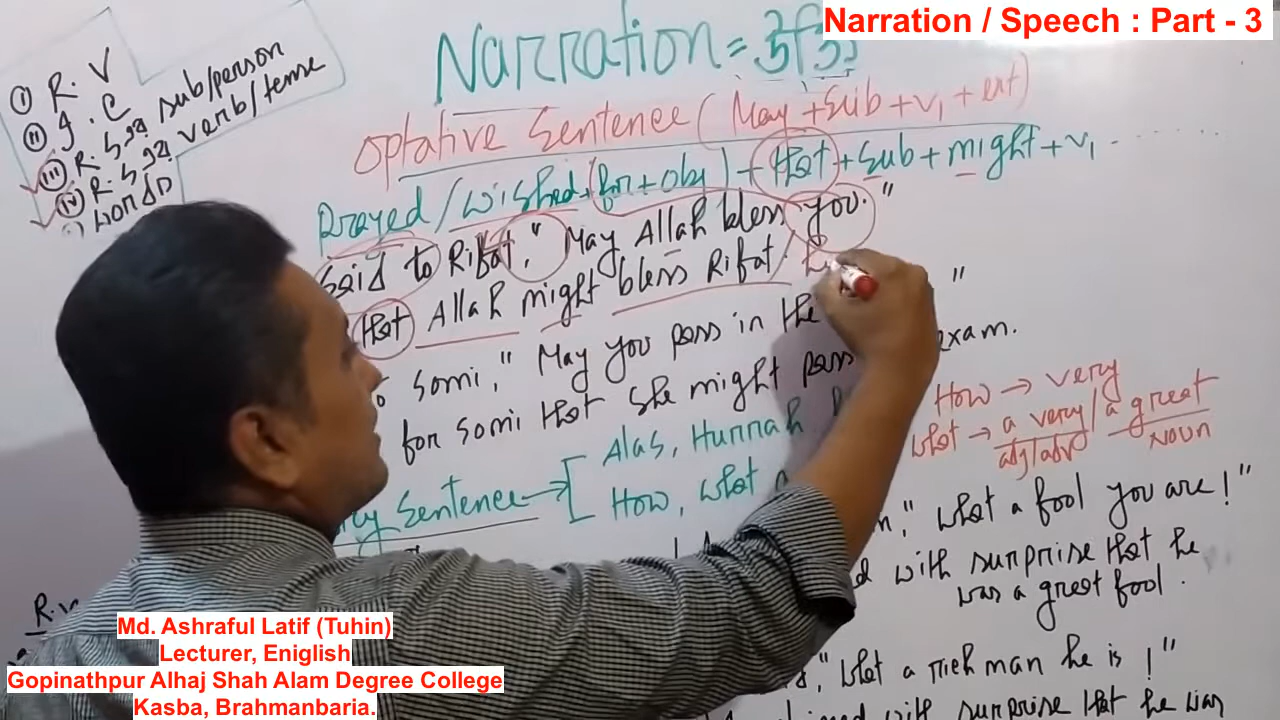 Narration / Speech : Part - 3
Narration = উক্তি
① R. V
② g. C
③ R. S এর sub/person
④ R. S এর verb/tense
word
Optative Sentence (May + sub + v1 + ext)
Prayed / wished + (for + obj) + that + sub + might + v1 .......
Said to Rifat, " May Allah bless you. "
that Allah might bless Rifat /
Somi, " May you pass in the "
for Somi that she might pass exam.
How → very
What → a very / a great
adj/adv Noun
Sentence → Alas, Hurrah
How, What
" What a fool you are ! "
with surprise that he
was a great fool.
R.
" What a rich man he is ! "
with surprise that he was
Md. Ashraful Latif (Tuhin)
Lecturer, Eniglish
Gopinathpur Alhaj Shah Alam Degree College
Kasba, Brahmanbaria.